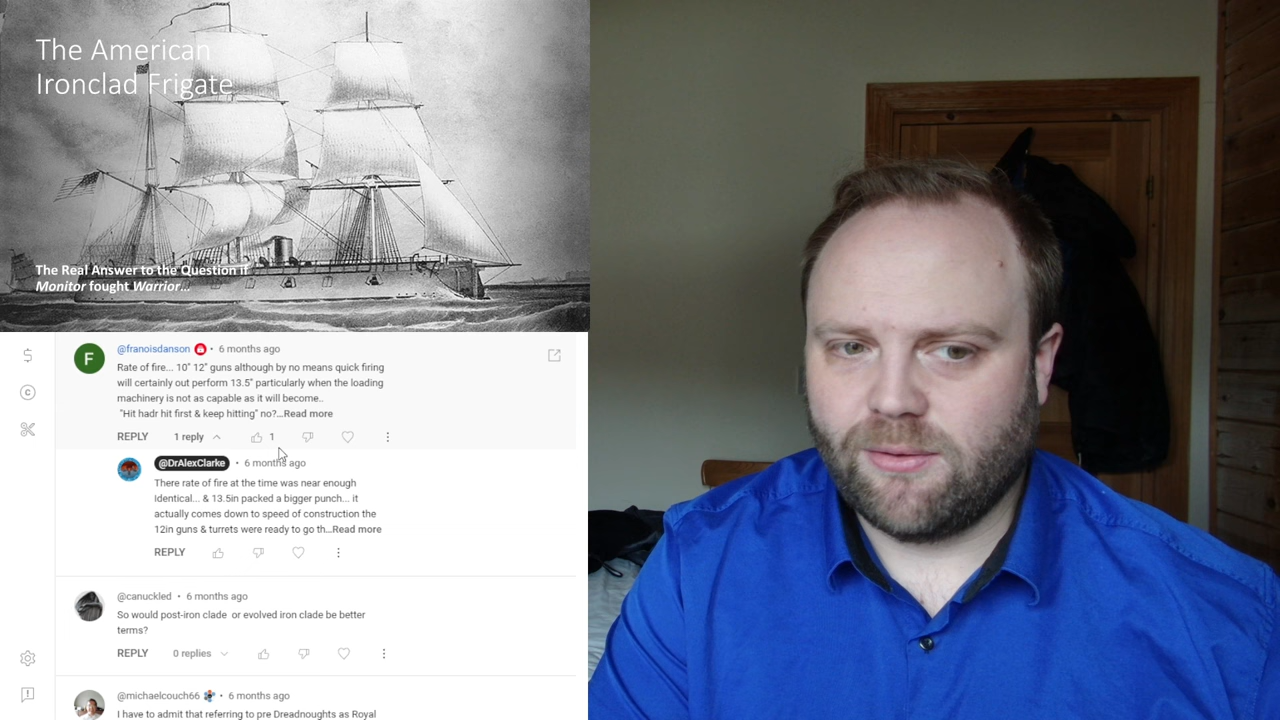 The American
Ironclad Frigate
The Real Answer to the Question if
Monitor fought Warrior...
F
@franoisdanson • 6 months ago
Rate of fire... 10" 12" guns although by no means quick firing
will certainly out perform 13.5" particularly when the loading
machinery is not as capable as it will become..
"Hit hadr hit first & keep hitting" no?...Read more
REPLY 1 reply 1
@DrAlexClarke • 6 months ago
There rate of fire at the time was near enough
Identical... & 13.5in packed a bigger punch... it
actually comes down to speed of construction the
12in guns & turrets were ready to go th...Read more
REPLY
@canuckled • 6 months ago
So would post-iron clade or evolved iron clade be better
terms?
REPLY 0 replies
@michaelcouch66 • 6 months ago
I have to admit that referring to pre Dreadnoughts as Royal